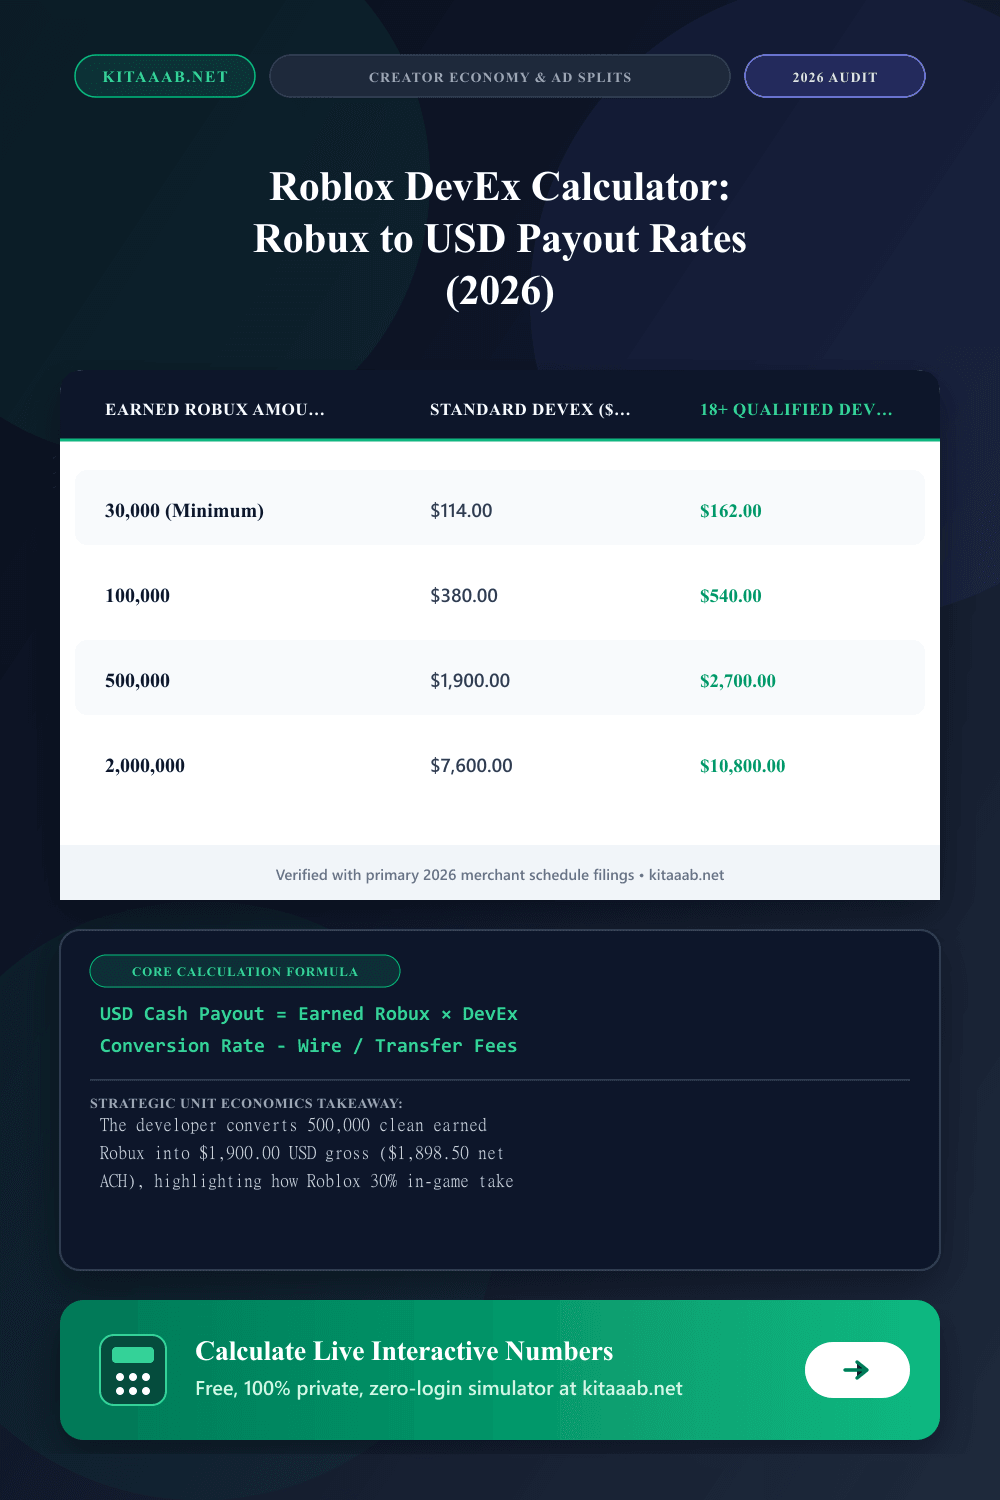 KITAAAB.NET
CREATOR ECONOMY & AD SPLITS
2026 AUDIT
Roblox DevEx Calculator:
Robux to USD Payout Rates
(2026)
EARNED ROBUX AMOU...
STANDARD DEVEX ($...
18+ QUALIFIED DEV...
30,000 (Minimum)
$114.00
$162.00
100,000
$380.00
$540.00
500,000
$1,900.00
$2,700.00
2,000,000
$7,600.00
$10,800.00
Verified with primary 2026 merchant schedule filings • kitaaab.net
CORE CALCULATION FORMULA
USD Cash Payout = Earned Robux × DevEx
Conversion Rate - Wire / Transfer Fees
STRATEGIC UNIT ECONOMICS TAKEAWAY:
The developer converts 500,000 clean earned
Robux into $1,900.00 USD gross ($1,898.50 net
ACH), highlighting how Roblox 30% in-game take
Calculate Live Interactive Numbers
Free, 100% private, zero-login simulator at kitaaab.net